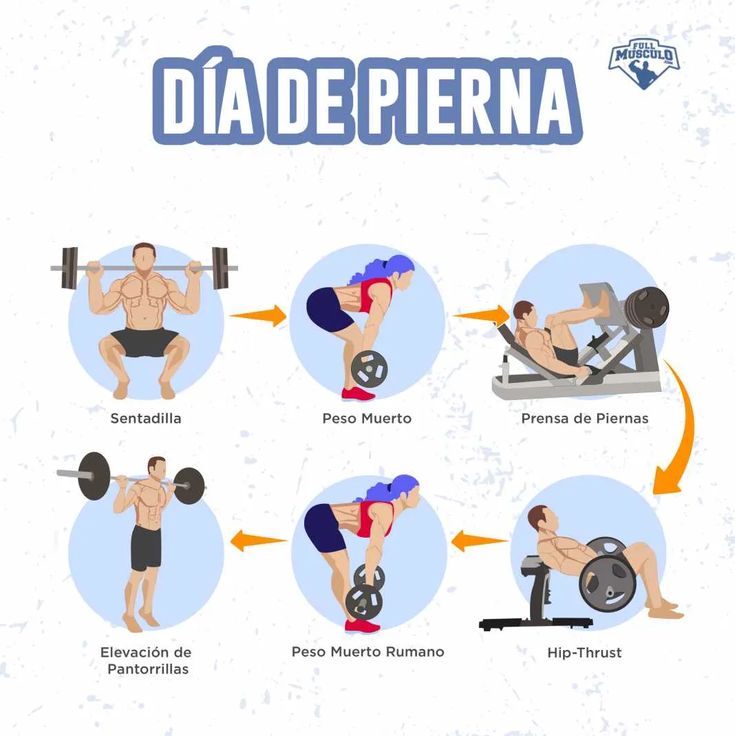 DÍA DE PIERNA
FULL
MUSCULO
.COM
Sentadilla
Peso Muerto
Prensa de Piernas
Elevación de
Pantorrillas
Peso Muerto Rumano
Hip-Thrust